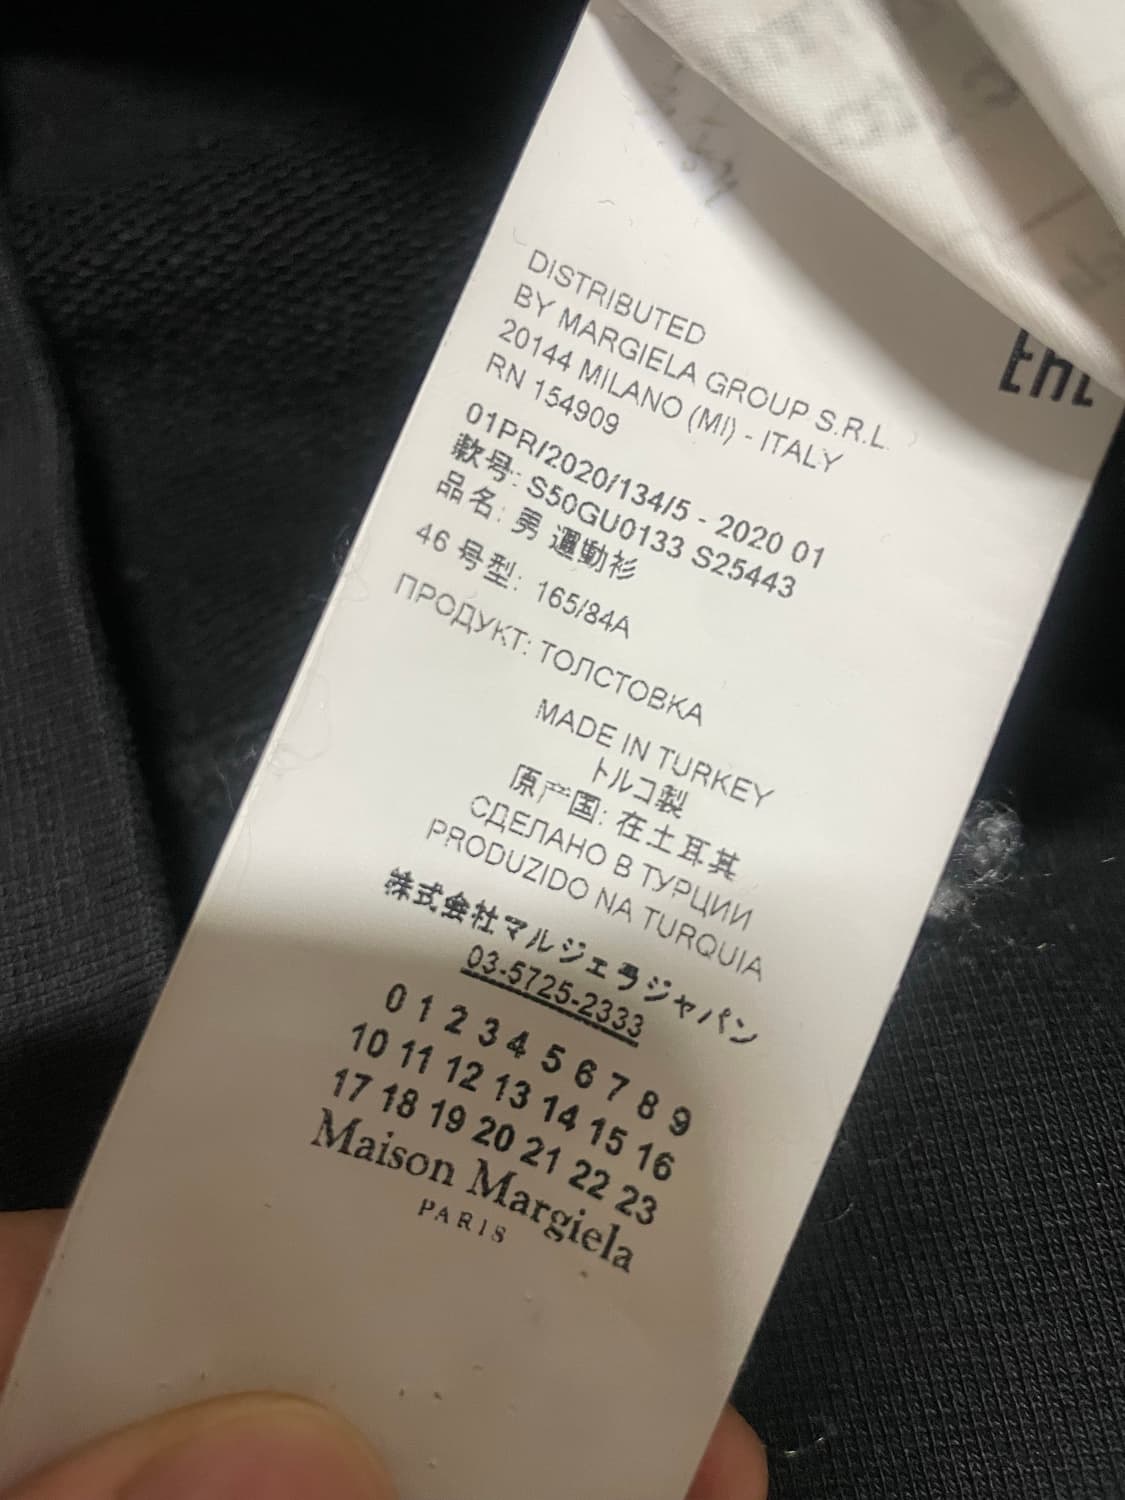 EAC
DISTRIBUTED
BY MARGIELA GROUP S.R.L.
20144 MILANO (MI) - ITALY
RN 154909
01PR/2020/134/5 - 2020 01
款号: S50GU0133 S25443
品名: 男 運動衫
46 号型: 165/84A
ПРОДУКТ: ТОЛСТОВКА
MADE IN TURKEY
トルコ製
原产国: 在土耳其
СДЕЛАНО В ТУРЦИИ
PRODUZIDO NA TURQUIA
株式会社マルジェラジャパン
03-5725-2333
0 1 2 3 4 5 6 7 8 9
10 11 12 13 14 15 16
17 18 19 20 21 22 23
Maison Margiela
PARIS